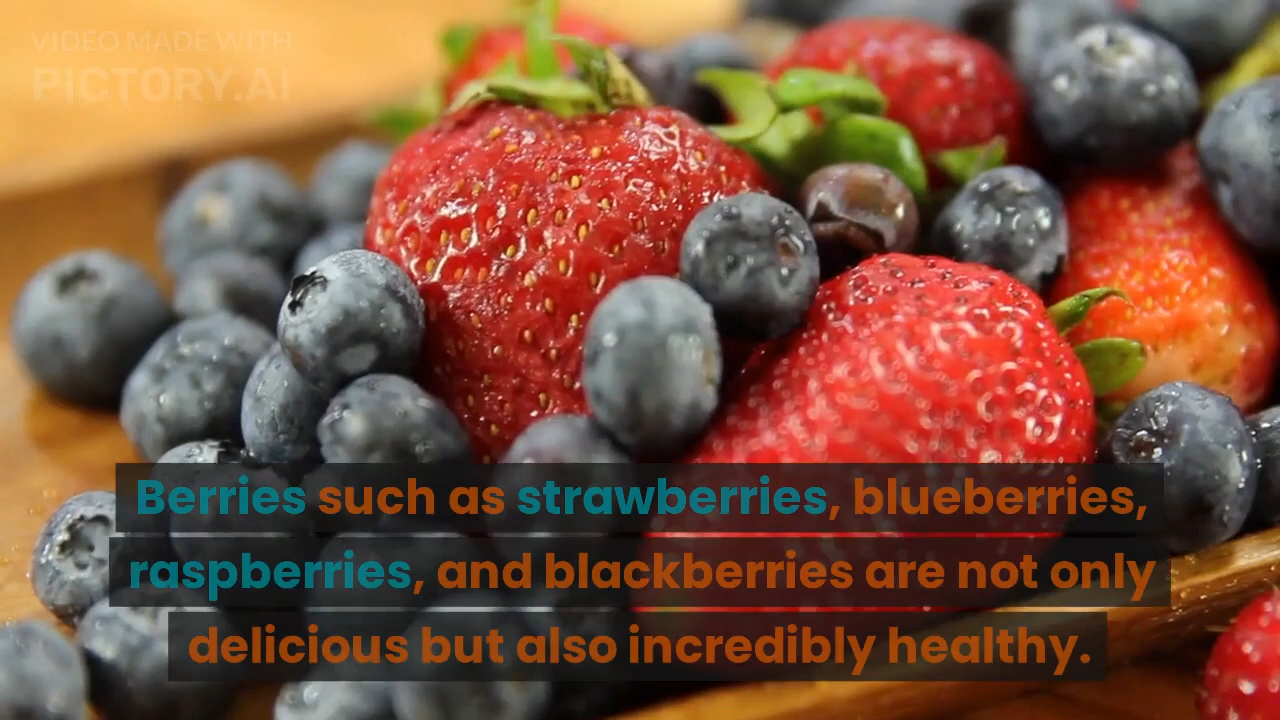 VIDEO MADE WITH
PICTORY.AI
Berries such as strawberries, blueberries,
raspberries, and blackberries are not only
delicious but also incredibly healthy.